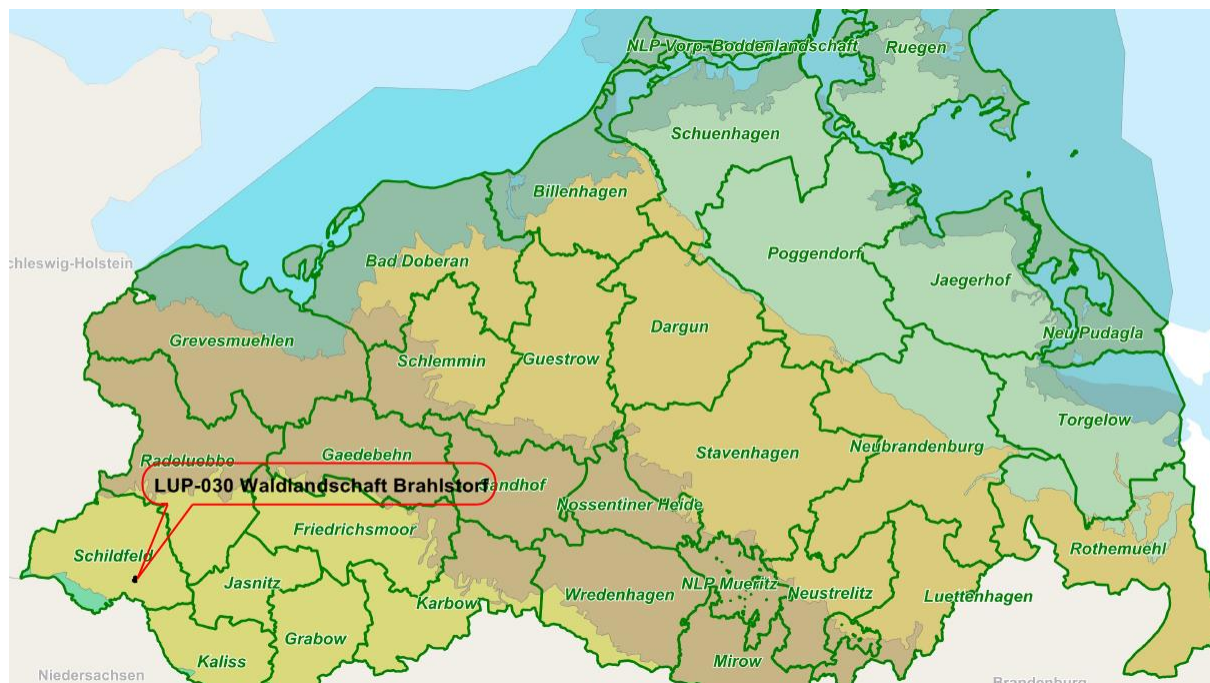 NLP Vorp. Boddenlandschaft
Ruegen
Schuenhagen
Billenhagen
Poggendorf
chleswig-Holstein
Bad Doberan
Jaegerhof
Dargun
Neu Pudagla
Grevesmuehlen
Schlemmin
Guestrow
Torgelow
Neubrandenburg
Stavenhagen
Gaedebehn
Radeluebbe
LUP-030 Waldlandschaft Brahlstorf
andhof
Nossentiner Heide
Friedrichsmoor
Rothemuehl
Schildfeld
Jasnitz
NLP Mueritz
Neustrelitz
Wredenhagen
Luettenhagen
Karbow
Grabow
Kaliss
Mirow
Niedersachsen
Brandenburg